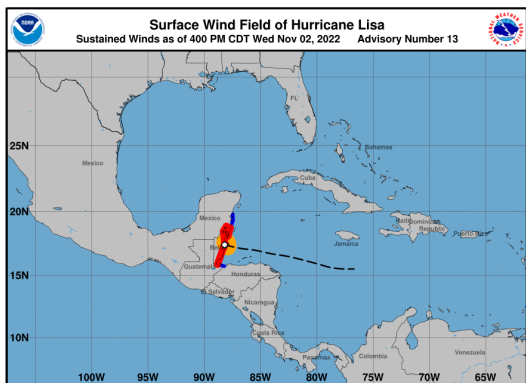 NOAA
Surface Wind Field of Hurricane Lisa
Sustained Winds as of 400 PM CDT Wed Nov 02, 2022 Advisory Number 13
FL
25N
Bahamas
Mexico
Cuba
20N
Mexico
Haiti
Dominican
Republic
Puerto Rico
Jamaica
15N
Guatemala
Honduras
El Salvador
Nicaragua
Costa Rica
10N
Panama
Colombia
Venezuela
100W 95W 90W 85W 80W 75W 70W 65W